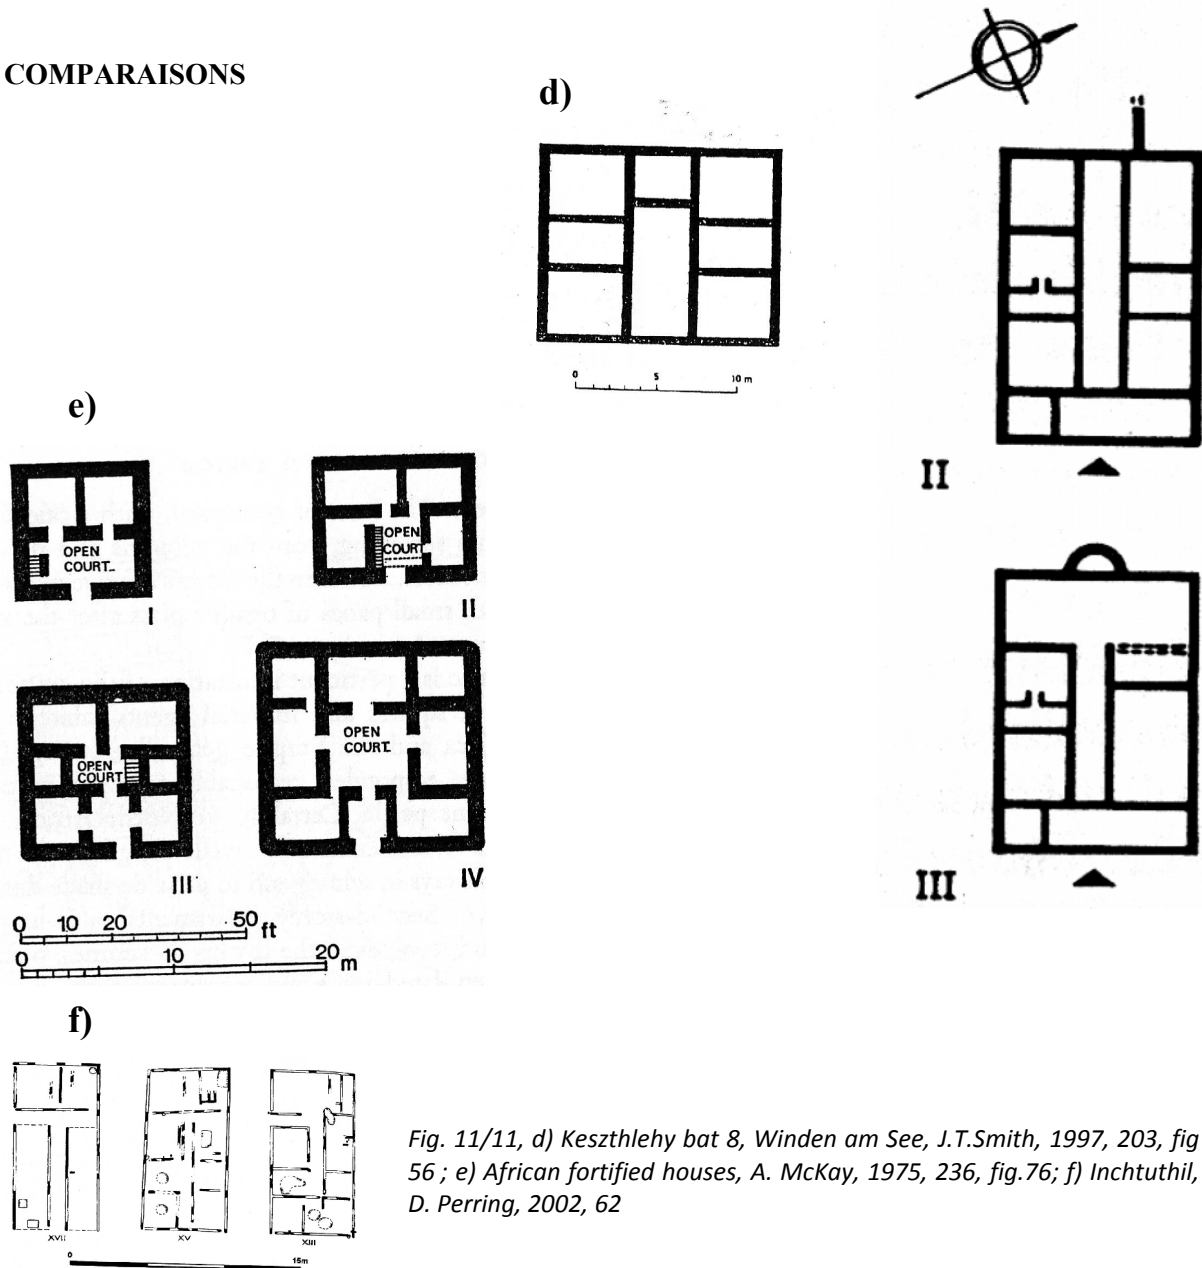 COMPARAISONS
d)
0 5 10 m
II
III
e)
OPEN
COURT
I
OPEN
COURT
II
OPEN
COURT
III
OPEN
COURT
IV
0 10 20 50 ft
0 10 20 m
f)
XVII XV XIII
0 15m
Fig. 11/11, d) Keszthlehy bat 8, Winden am See, J.T.Smith, 1997, 203, fig
56 ; e) African fortified houses, A. McKay, 1975, 236, fig.76; f) Inchtuthil,
D. Perring, 2002, 62